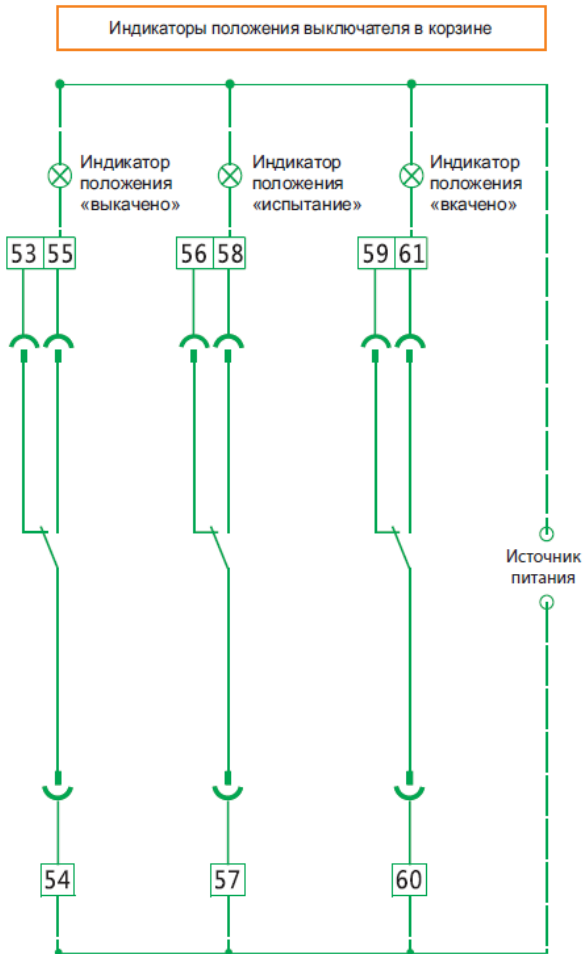 Индикаторы положения выключателя в корзине
Индикатор
положения
«выкачено»
Индикатор
положения
«испытание»
Индикатор
положения
«вкачено»
53 55
56 58
59 61
Источник
питания
54
57
60